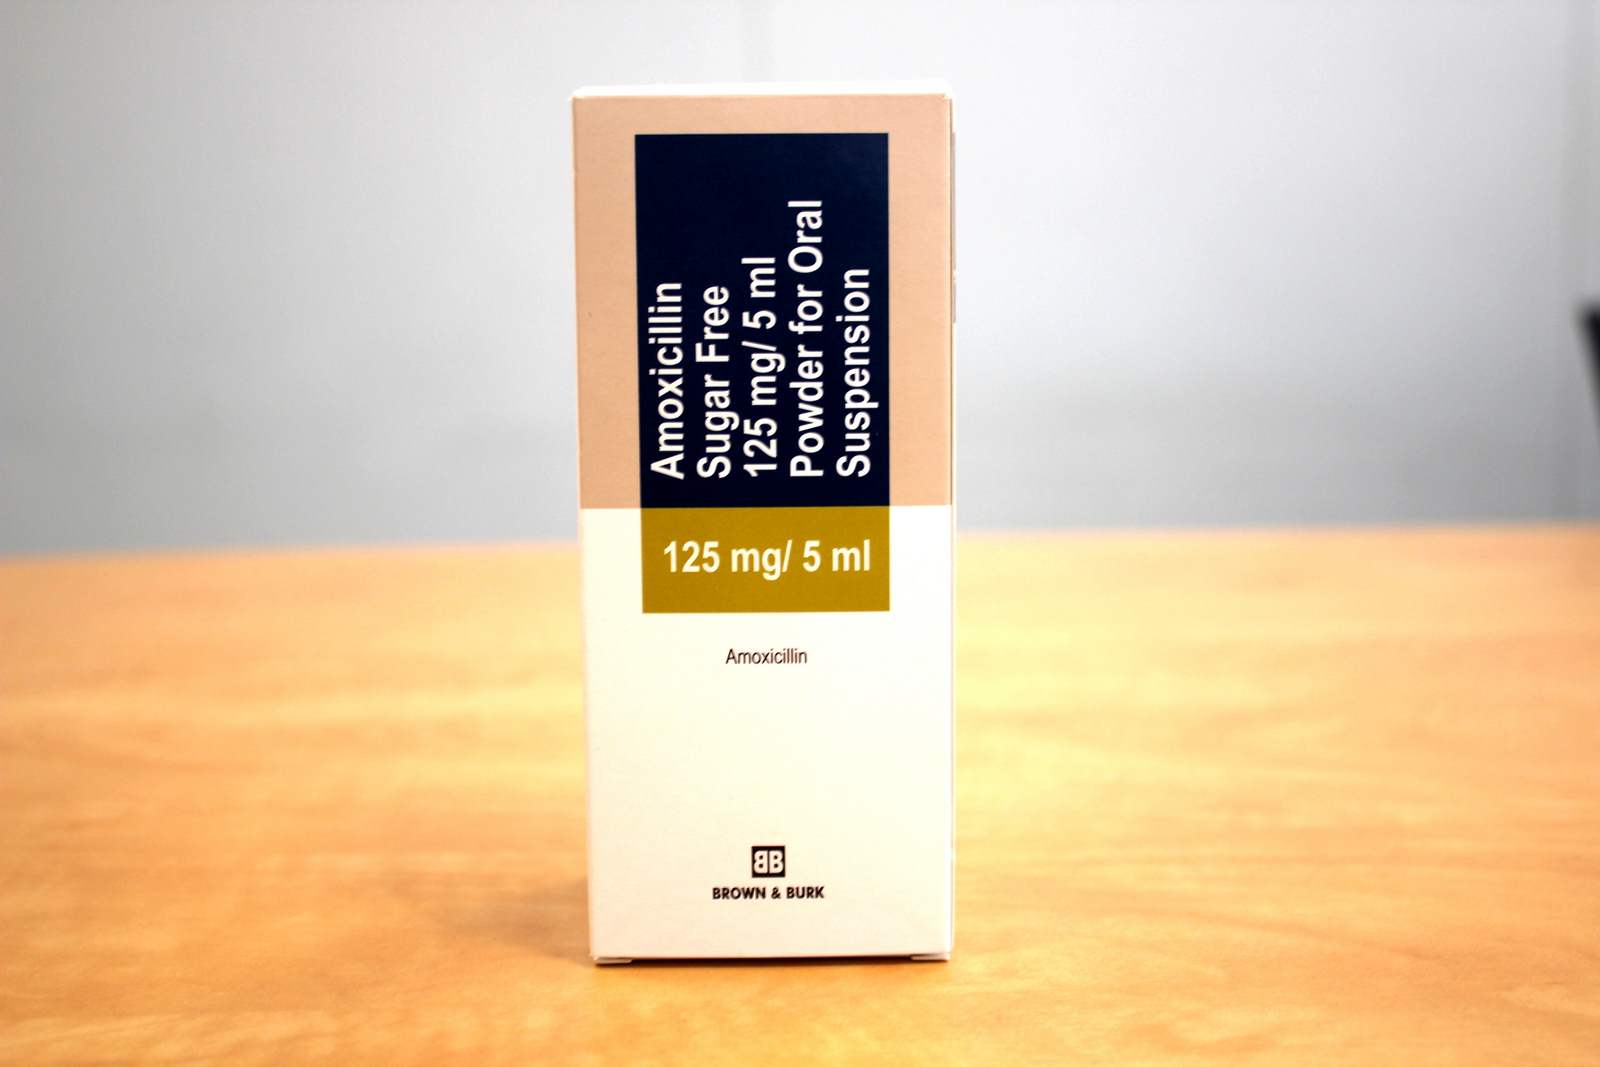 Amoxicillin
Sugar Free
125 mg/ 5 ml
Powder for Oral
Suspension
125 mg/ 5 ml
Amoxicillin
BB
BROWN & BURK